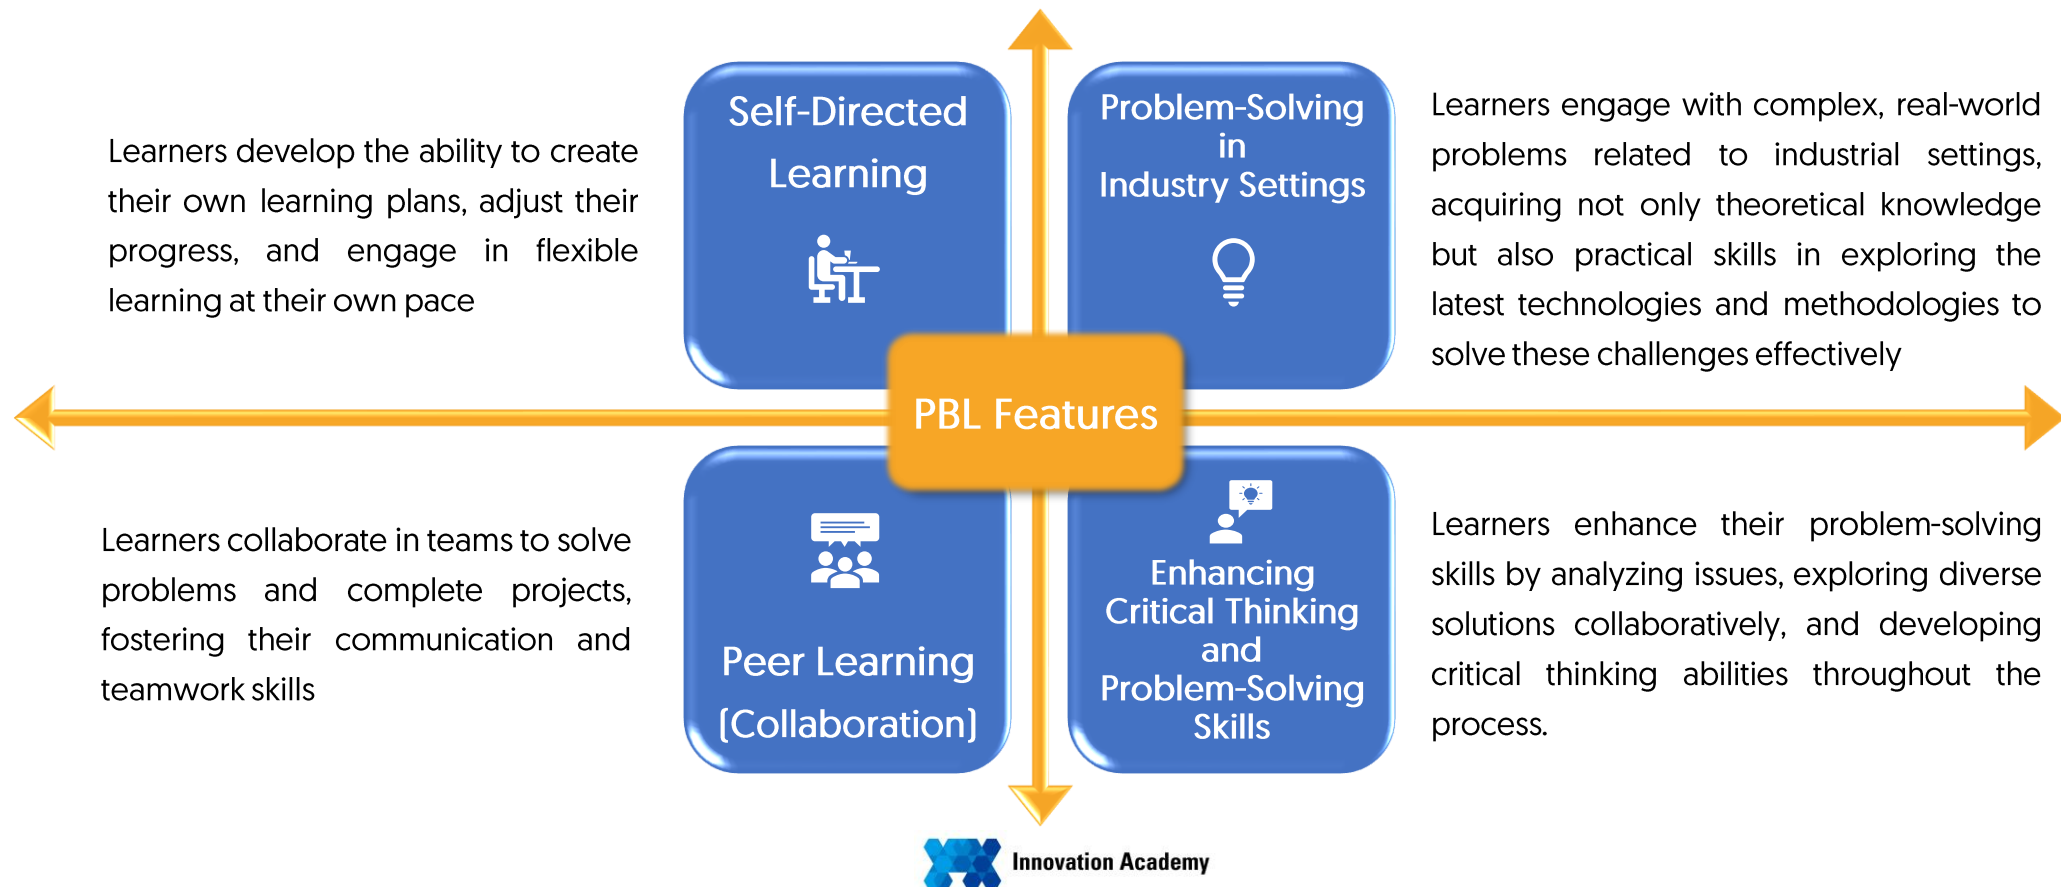 Self-Directed
Learning
Learners develop the ability to create
their own learning plans, adjust their
progress, and engage in flexible
learning at their own pace
Problem-Solving
in
Industry Settings
Learners engage with complex, real-world
problems related to industrial settings,
acquiring not only theoretical knowledge
but also practical skills in exploring the
latest technologies and methodologies to
solve these challenges effectively
PBL Features
Learners collaborate in teams to solve
problems and complete projects,
fostering their communication and
teamwork skills
Peer Learning
(Collaboration)
Enhancing
Critical Thinking
and
Problem-Solving
Skills
Learners enhance their problem-solving
skills by analyzing issues, exploring diverse
solutions collaboratively, and developing
critical thinking abilities throughout the
process.
Innovation Academy